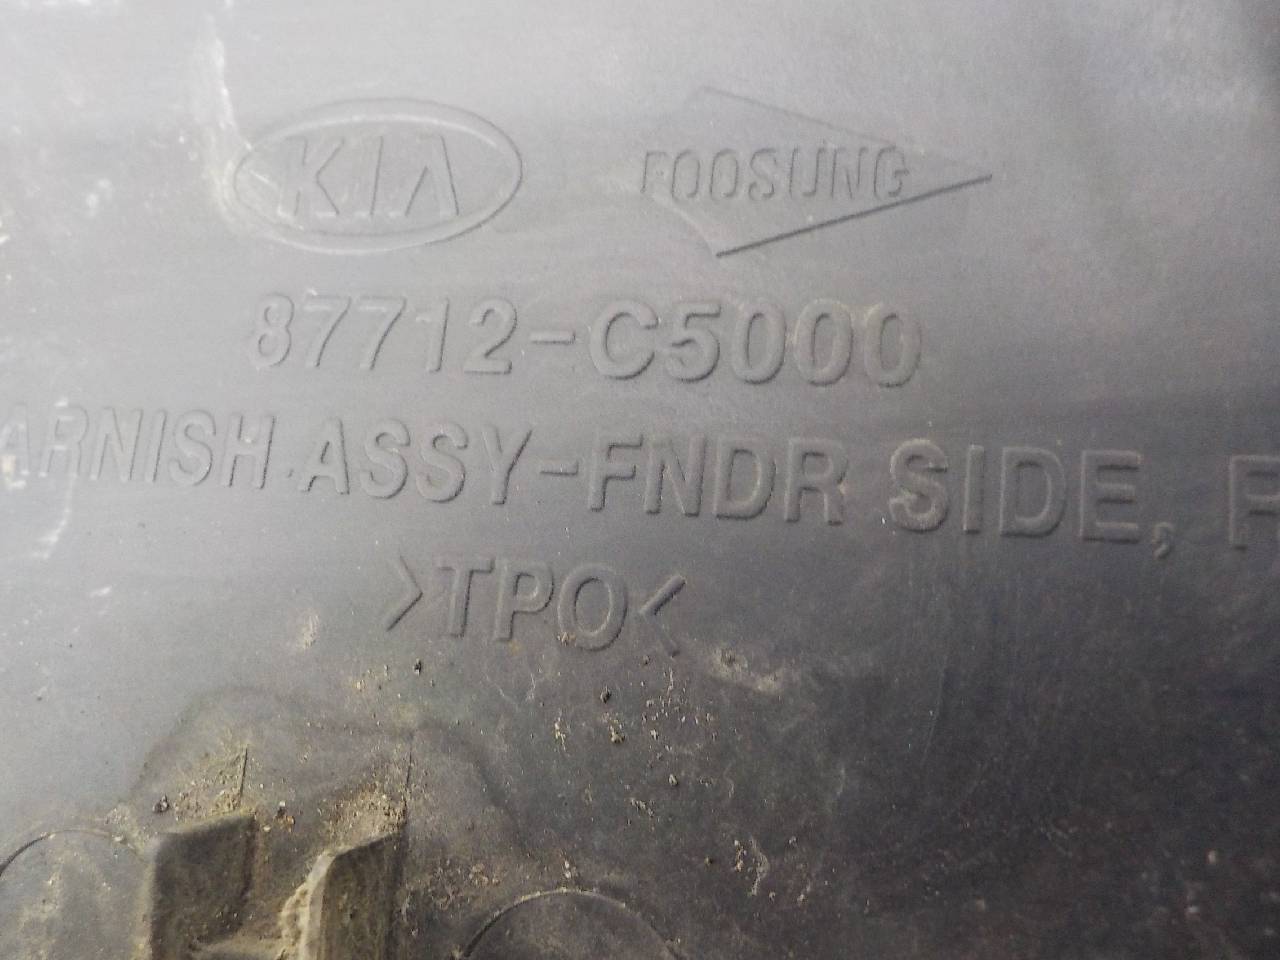 KIA
FOOSUNG
87712-C5000
ARNISH ASSY-FNDR SIDE, R
>TPO<